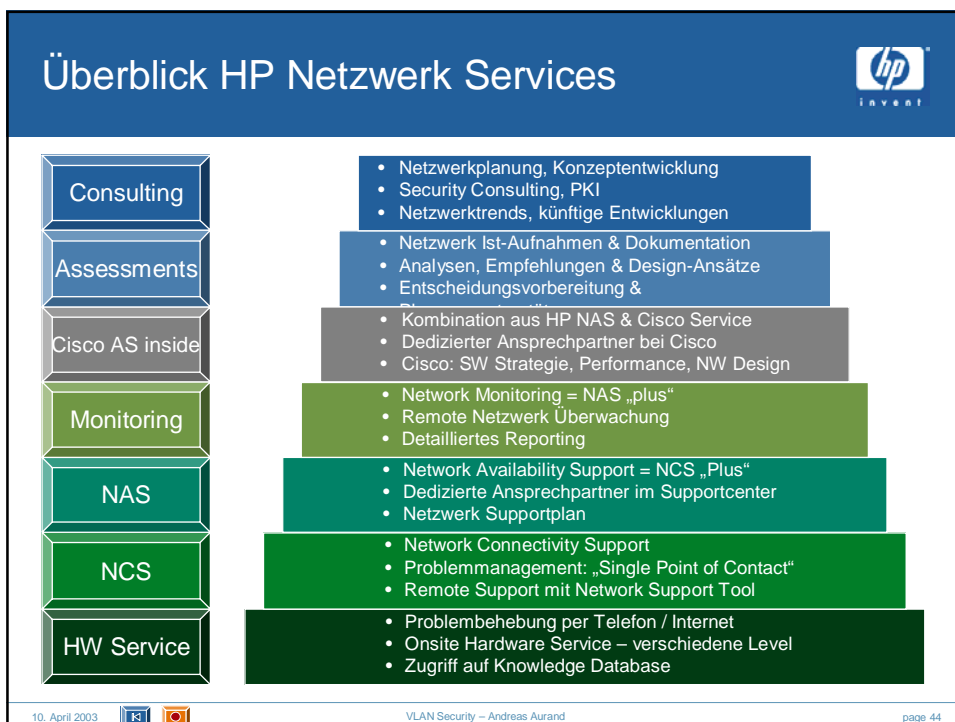 Überblick HP Netzwerk Services
hp
invent
Consulting
• Netzwerkplanung, Konzeptentwicklung
• Security Consulting, PKI
• Netzwerktrends, künftige Entwicklungen
Assessments
• Netzwerk Ist-Aufnahmen & Dokumentation
• Analysen, Empfehlungen & Design-Ansätze
• Entscheidungsvorbereitung &
Cisco AS inside
• Kombination aus HP NAS & Cisco Service
• Dedizierter Ansprechpartner bei Cisco
• Cisco: SW Strategie, Performance, NW Design
Monitoring
• Network Monitoring = NAS „plus“
• Remote Netzwerk Überwachung
• Detailliertes Reporting
NAS
• Network Availability Support = NCS „Plus“
• Dedizierte Ansprechpartner im Supportcenter
• Netzwerk Supportplan
NCS
• Network Connectivity Support
• Problemmanagement: „Single Point of Contact“
• Remote Support mit Network Support Tool
HW Service
• Problembehebung per Telefon / Internet
• Onsite Hardware Service – verschiedene Level
• Zugriff auf Knowledge Database
10. April 2003
VLAN Security – Andreas Aurand
page 44